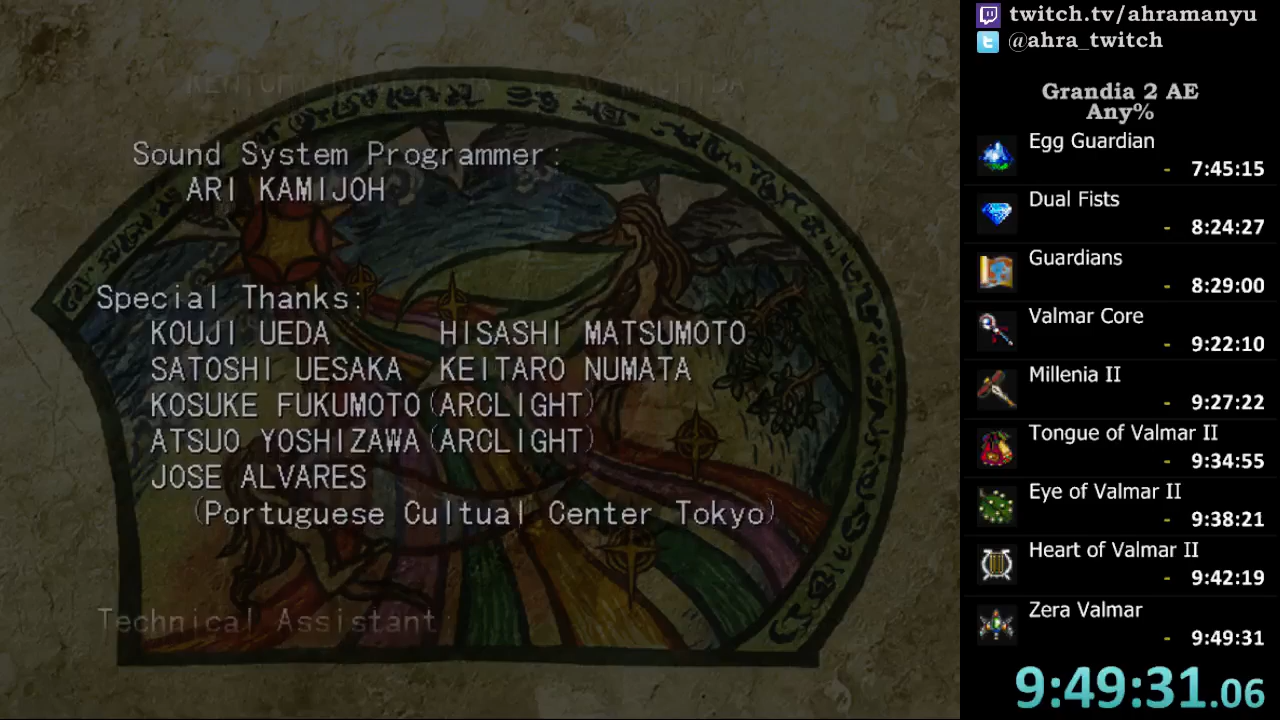 Sound System Programmer:
ARI KAMIJOH
Special Thanks:
KOUJI UEDA HISASHI MATSUMOTO
SATOSHI UESAKA KEITARO NUMATA
KOSUKE FUKUMOTO(ARCLIGHT)
ATSUO YOSHIZAWA(ARCLIGHT)
JOSE ALVARES
(Portuguese Cultual Center Tokyo)
Technical Assistant:
twitch.tv/ahramanyu
@ahra_twitch
Grandia 2 AE
Any%
Egg Guardian
- 7:45:15
Dual Fists
- 8:24:27
Guardians
- 8:29:00
Valmar Core
- 9:22:10
Millenia II
- 9:27:22
Tongue of Valmar II
- 9:34:55
Eye of Valmar II
- 9:38:21
Heart of Valmar II
- 9:42:19
Zera Valmar
- 9:49:31
9:49:31.06